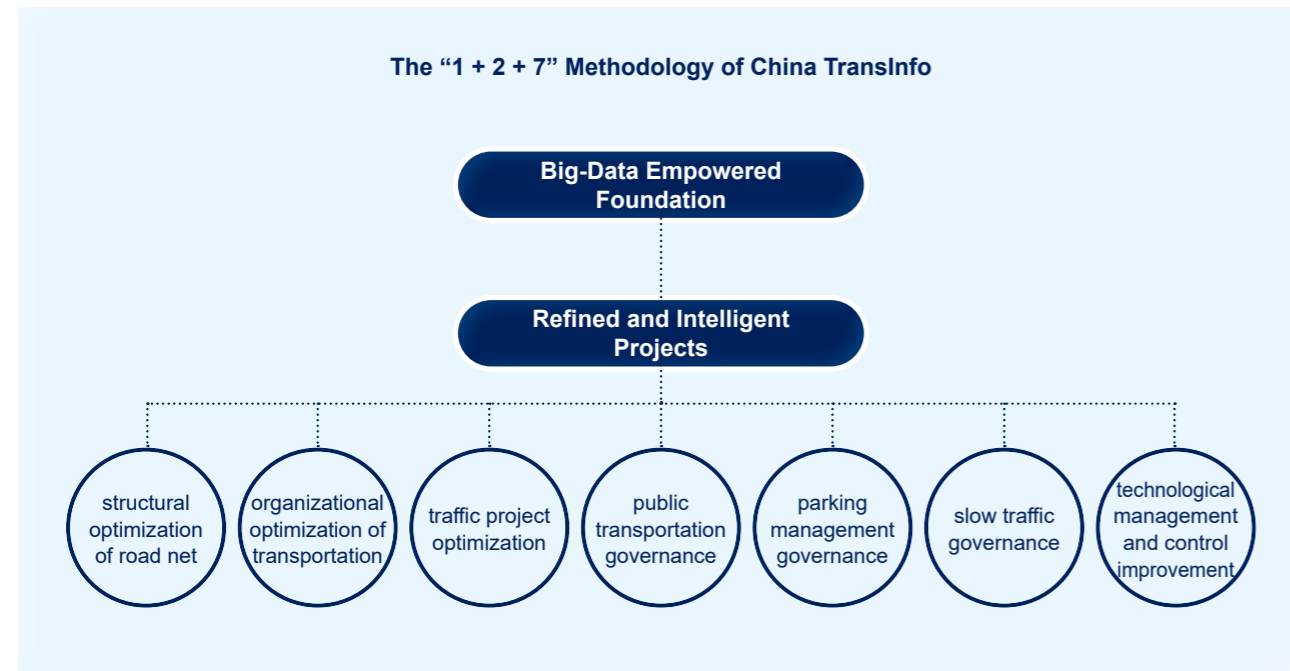 The “1 + 2 + 7” Methodology of China TransInfo
Big-Data Empowered
Foundation
Refined and Intelligent
Projects
structural
optimization
of road net
organizational
optimization of
transportation
traffic project
optimization
public
transportation
governance
parking
management
governance
slow traffic
governance
technological
management
and control
improvement